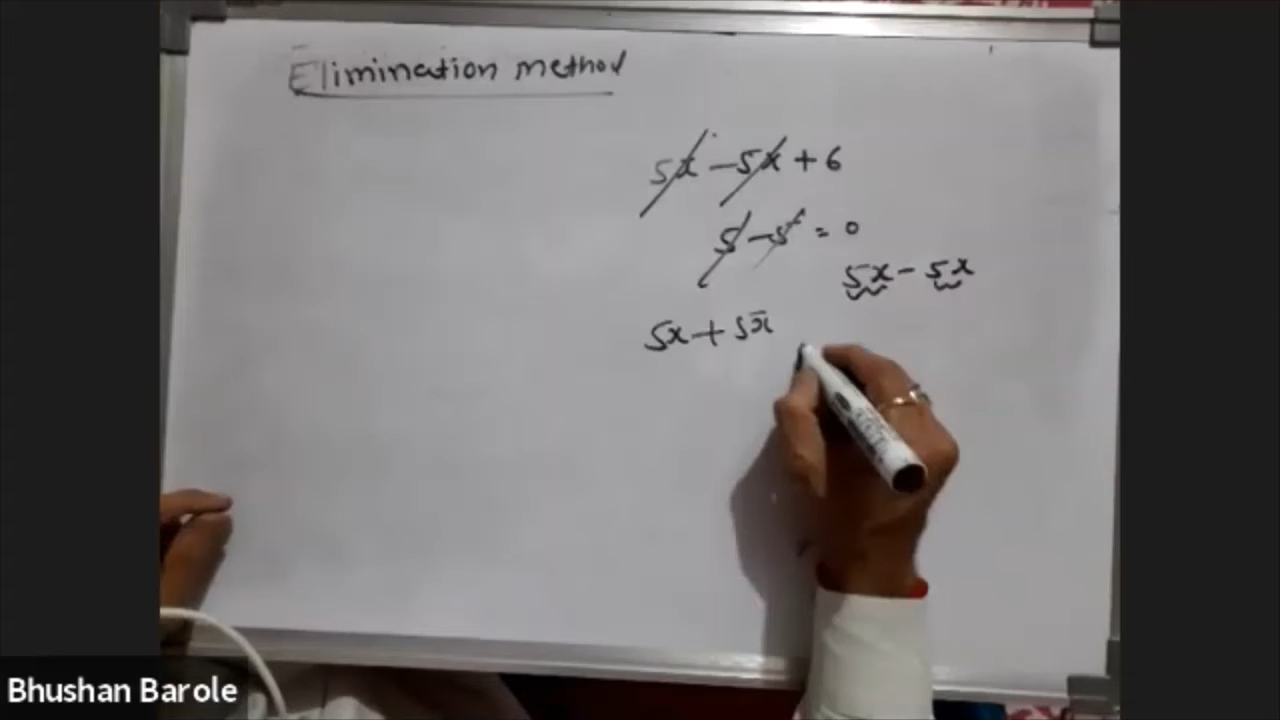 Elimination method
5x - 5x + 6
5 - 5 = 0
5x - 5x
5x + 5x
Bhushan Barole